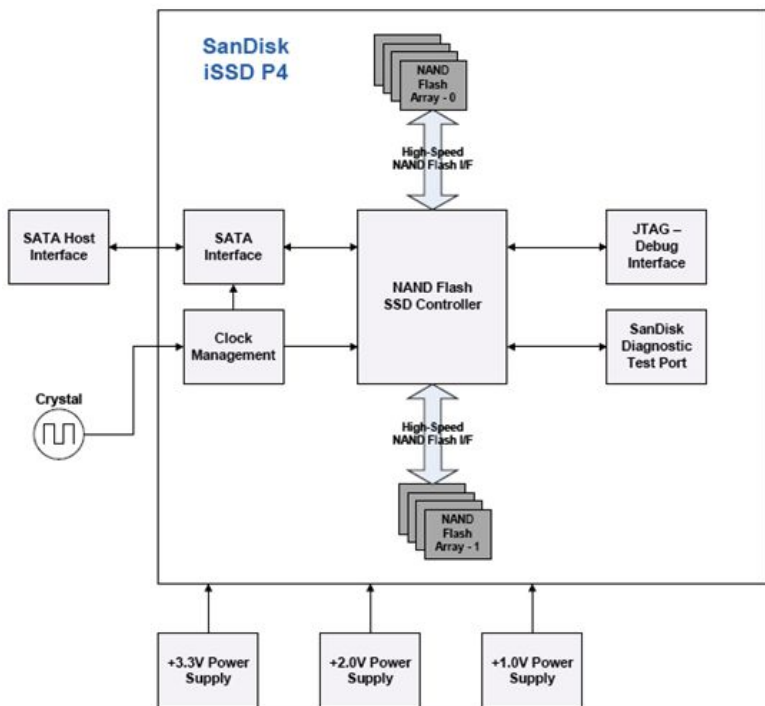 SanDisk
iSSD P4
NAND
Flash
Array - 0
High-Speed
NAND Flash I/F
SATA Host
Interface
SATA
Interface
NAND Flash
SSD Controller
JTAG –
Debug
Interface
Clock
Management
SanDisk
Diagnostic
Test Port
Crystal
High-Speed
NAND Flash I/F
NAND
Flash
Array - 1
+3.3V Power
Supply
+2.0V Power
Supply
+1.0V Power
Supply